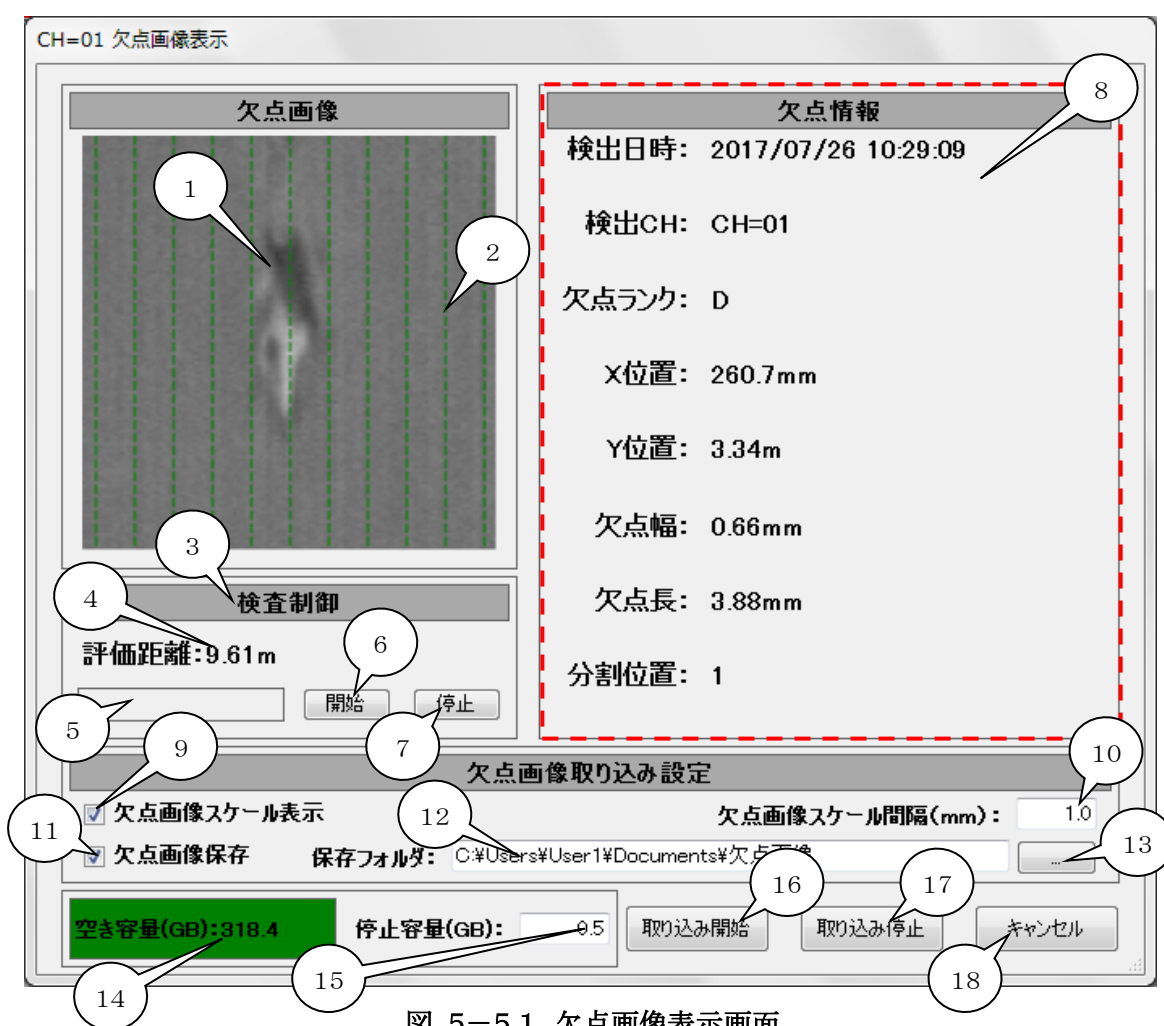 CH=01 欠点画像表示
欠点画像
1
2
欠点情報
8
検出日時: 2017/07/26 10:29:09
検出CH: CH=01
欠点ランク: D
X位置: 260.7mm
Y位置: 3.34m
欠点幅: 0.66mm
欠点長: 3.88mm
分割位置: 1
3
検査制御
4
評価距離:9.61m
6
開始
停止
5
7
欠点画像取り込み設定
9
10
欠点画像スケール表示
欠点画像スケール間隔(mm): 1.0
11
12
13
欠点画像保存
保存フォルダ: C:¥Users¥User1¥Documents¥欠点画像
...
16
17
空き容量(GB):318.4
停止容量(GB): 0.5
取り込み開始
取り込み停止
キャンセル
14
15
18
図 5-5.1 欠点画像表示画面